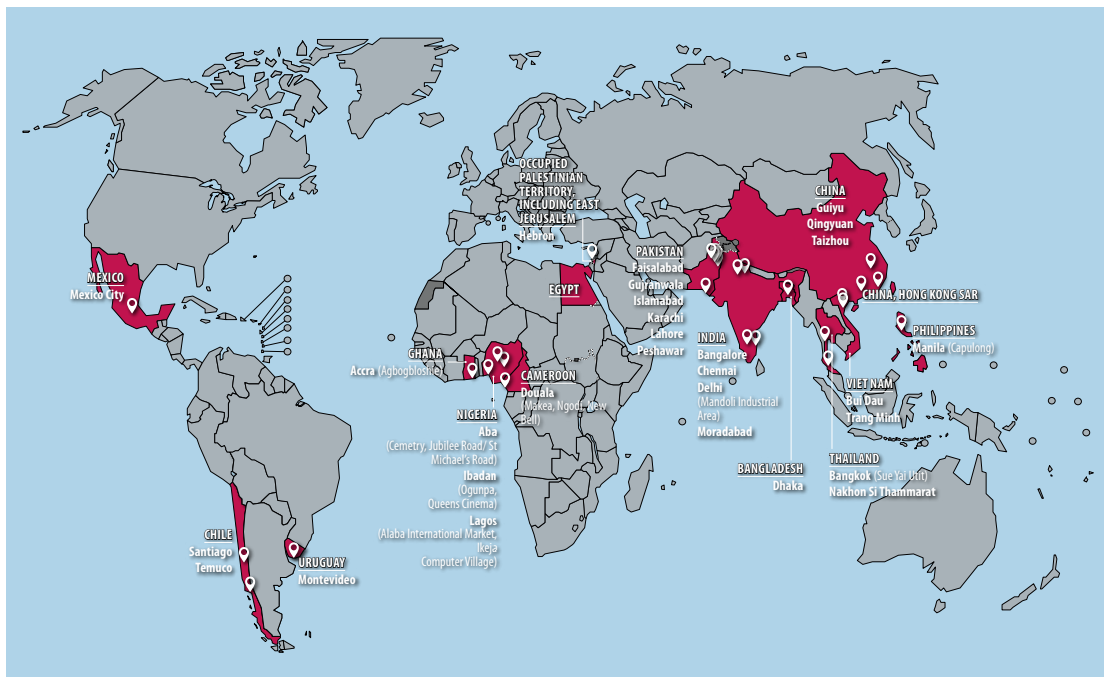 OCCUPIED
PALESTINIAN
TERRITORY,
INCLUDING EAST
JERUSALEM
Hebron
CHINA
Guiyu
Qingyuan
Taizhou
MEXICO
Mexico City
EGYPT
PAKISTAN
Faisalabad
Gujranwala
Islamabad
Karachi
Lahore
Peshawar
CHINA, HONG KONG SAR
PHILIPPINES
Manila (Capulong)
GHANA
Accra (Agbogbloshie)
CAMEROON
Douala
(Makea, Ngodi, New
Bell)
INDIA
Bangalore
Chennai
Delhi
(Mandoli Industrial
Area)
Moradabad
VIET NAM
Bui Dau
Trang Minh
NIGERIA
Aba
(Cemetry, Jubilee Road/ St
Michael's Road)
Ibadan
(Ogunpa,
Queens Cinema)
Lagos
(Alaba International Market,
Ikeja
Computer Village)
BANGLADESH
Dhaka
THAILAND
Bangkok (Sue Yai Utit)
Nakhon Si Thammarat
CHILE
Santiago
Temuco
URUGUAY
Montevideo